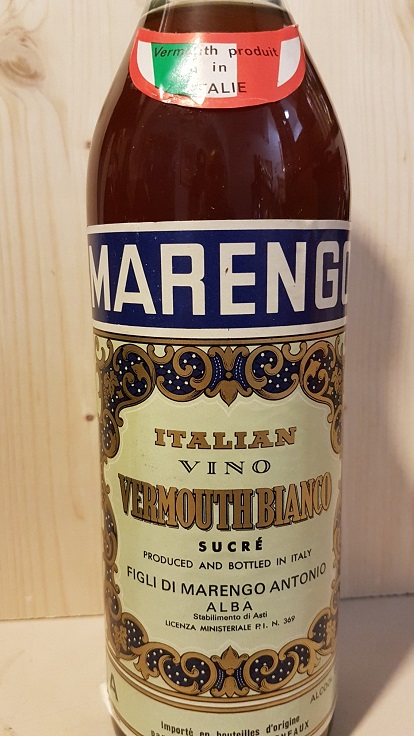 Vermouth produit
in
ITALIE
MARENGO
ITALIAN
VINO
VERMOUTH BIANCO
SUCRÉ
PRODUCED AND BOTTLED IN ITALY
FIGLI DI MARENGO ANTONIO
ALBA
Stabilimento di Asti
LICENZA MINISTERIALE P.I. N. 369
A
ALCOOL
Importé en bouteilles d'origine